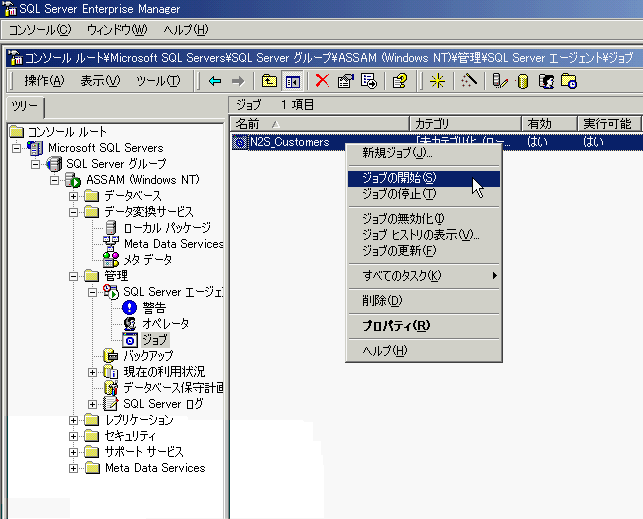 SQL Server Enterprise Manager
コンソール(C) ウィンドウ(W) ヘルプ(H)
コンソール ルート¥Microsoft SQL Servers¥SQL Server グループ¥ASSAM (Windows NT)¥管理¥SQL Server エージェント¥ジョブ
操作(A) 表示(V) ツール(T)
ツリー
ジョブ 1 項目
名前 カテゴリ 有効 実行可能
N2S_Customers [未カテゴリ化 (ロー... はい はい
コンソール ルート
Microsoft SQL Servers
SQL Server グループ
ASSAM (Windows NT)
データベース
データ変換サービス
ローカル パッケージ
Meta Data Services
メタ データ
管理
SQL Server エージェ
警告
オペレータ
ジョブ
バックアップ
現在の利用状況
データベース保守計画
SQL Server ログ
レプリケーション
セキュリティ
サポート サービス
Meta Data Services
新規ジョブ(J)...
ジョブの開始(S)
ジョブの停止(T)
ジョブの無効化(I)
ジョブ ヒストリの表示(V)...
ジョブの更新(F)
すべてのタスク(K)
削除(D)
プロパティ(R)
ヘルプ(H)